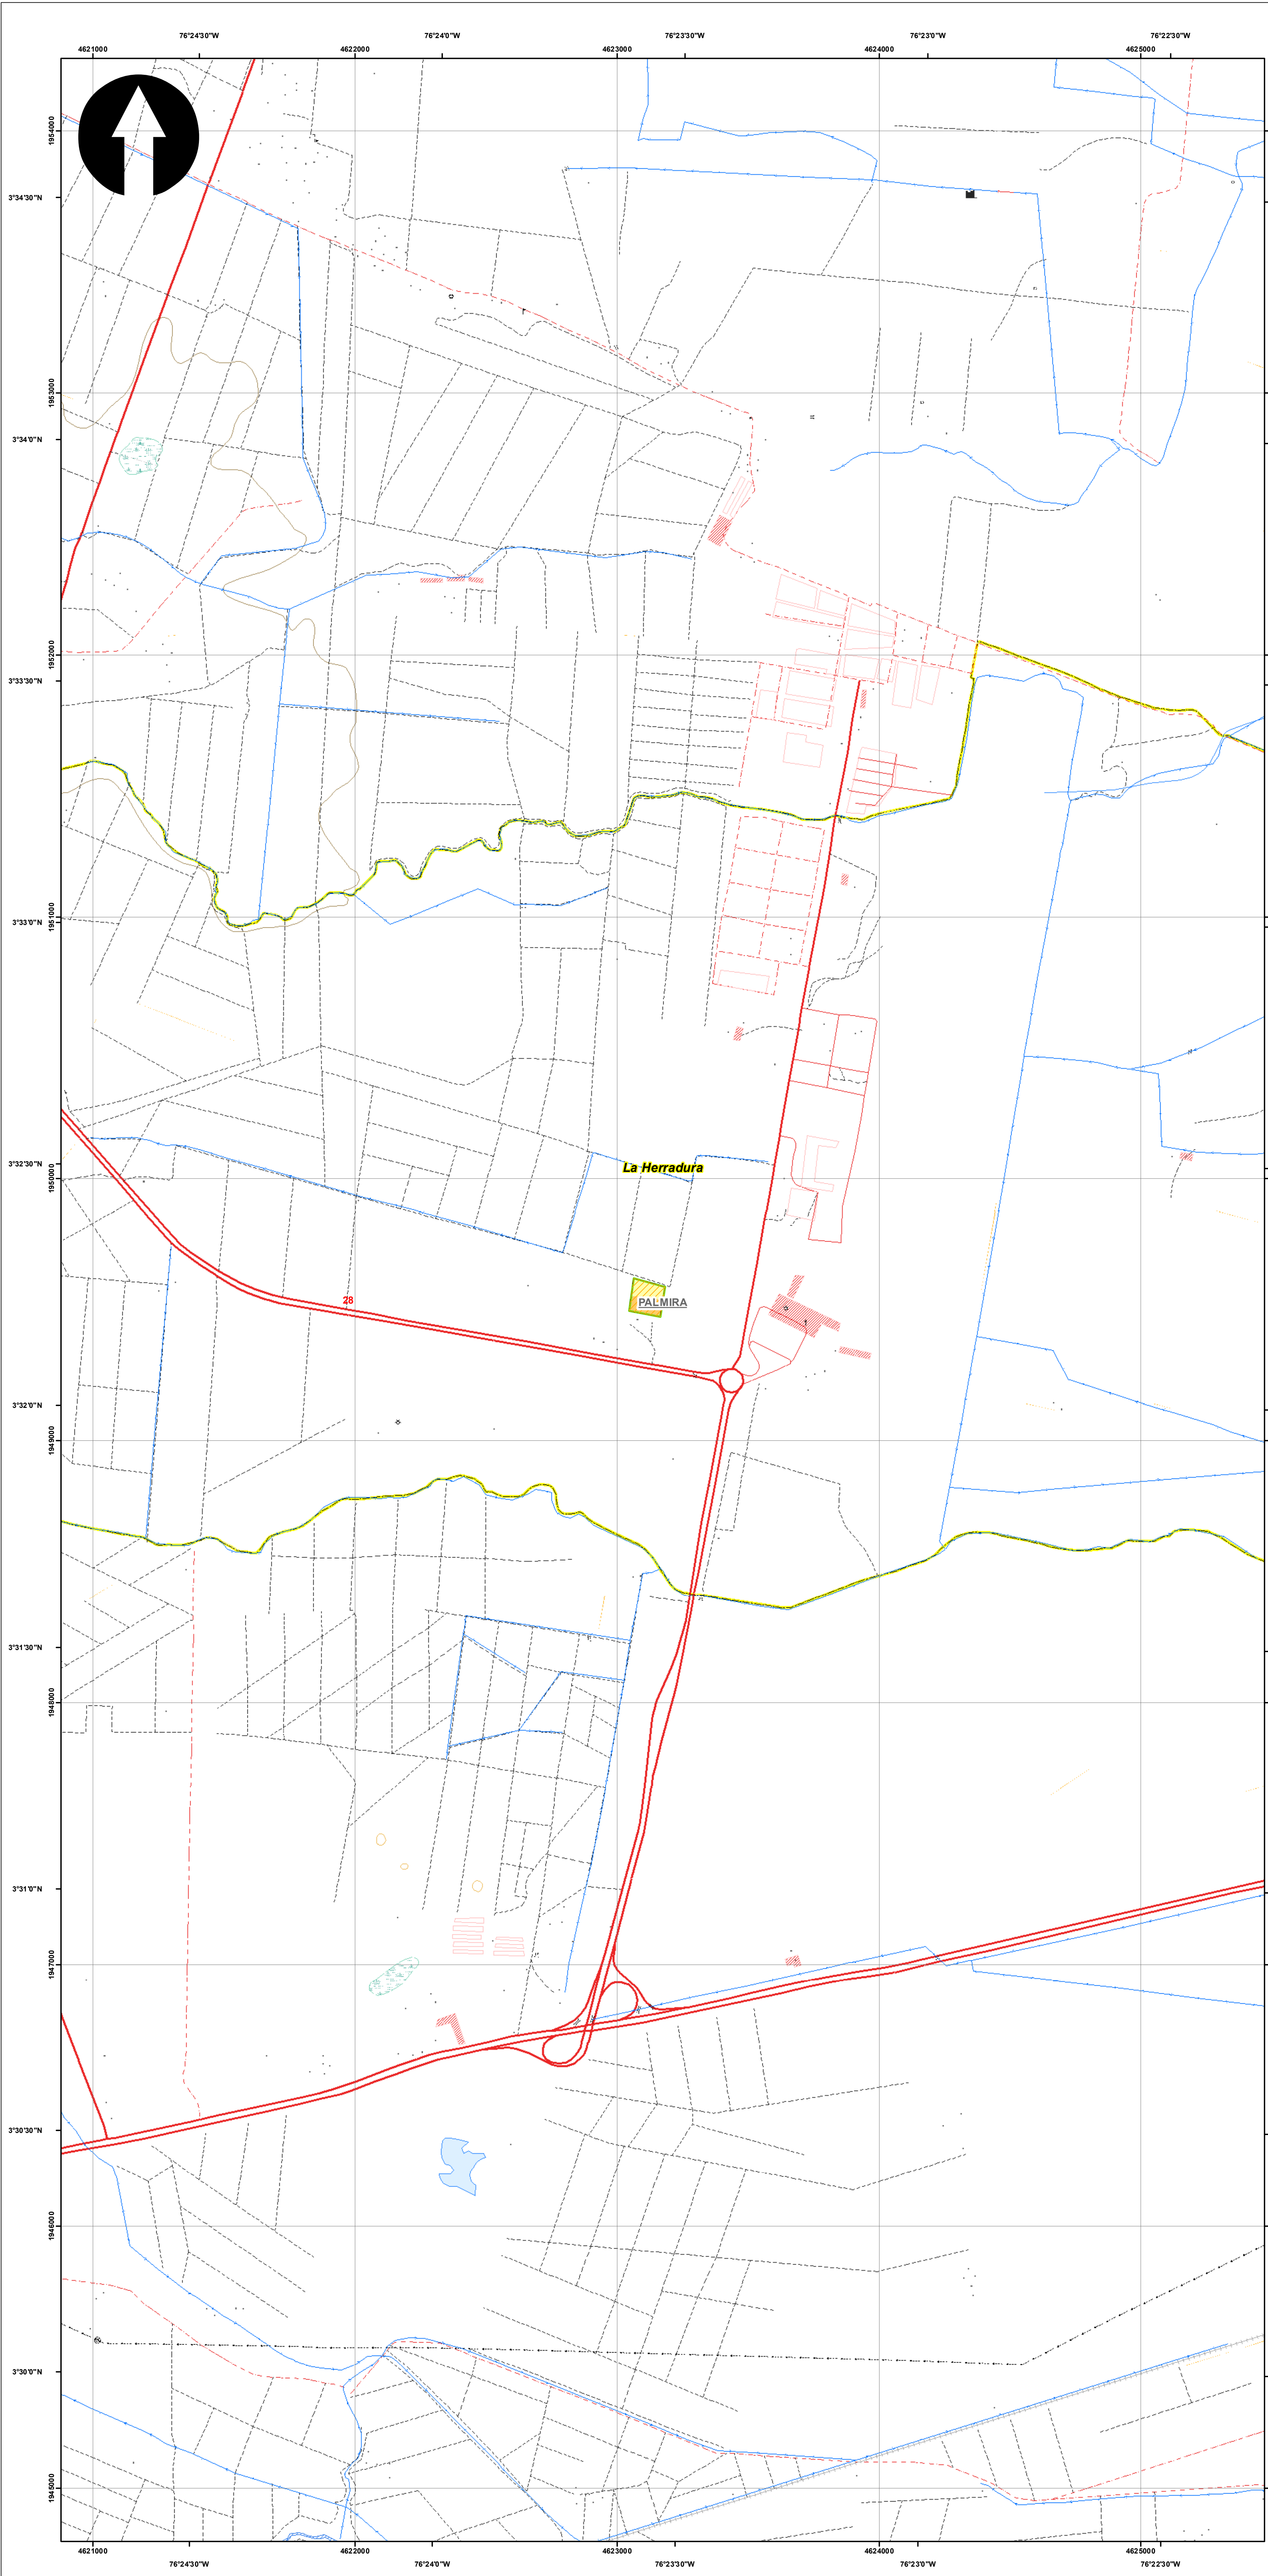 76°24'30"W 76°24'0"W 76°23'30"W 76°23'0"W 76°22'30"W
4621000 4622000 4623000 4624000 4625000
1954000
3°34'30"N
1953000
3°34'0"N
1952000
3°33'30"N
1951000
3°33'0"N
3°32'30"N
La Herradura
1950000
28
PALMIRA
3°32'0"N
1949000
3°31'30"N
1948000
3°31'0"N
1947000
3°30'30"N
1946000
3°30'0"N
1945000
4621000 4622000 4623000 4624000 4625000
76°24'30"W 76°24'0"W 76°23'30"W 76°23'0"W 76°22'30"W